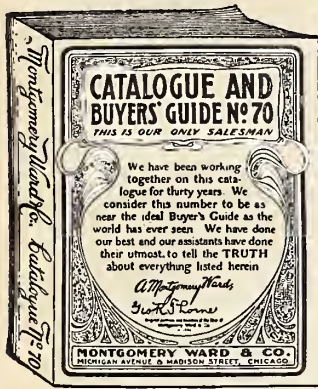 Montgomery Ward & Co. Catalogue No 70
CATALOGUE AND
BUYERS' GUIDE No 70
THIS IS OUR ONLY SALESMAN
We have been working
together on this cata-
logue for thirty years. We
consider this number to be as
near the ideal Buyer's Guide as the
world has ever seen We have done
our best and our assistants have done
their utmost, to tell the TRUTH
about everything listed herein
A Montgomery Ward,
Geo R Thorne
MONTGOMERY WARD & CO.
MICHIGAN AVENUE & MADISON STREET, CHICAGO